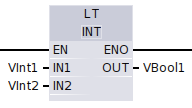 LT
INT
EN ENO
VInt1 IN1 OUT VBool1
VInt2 IN2